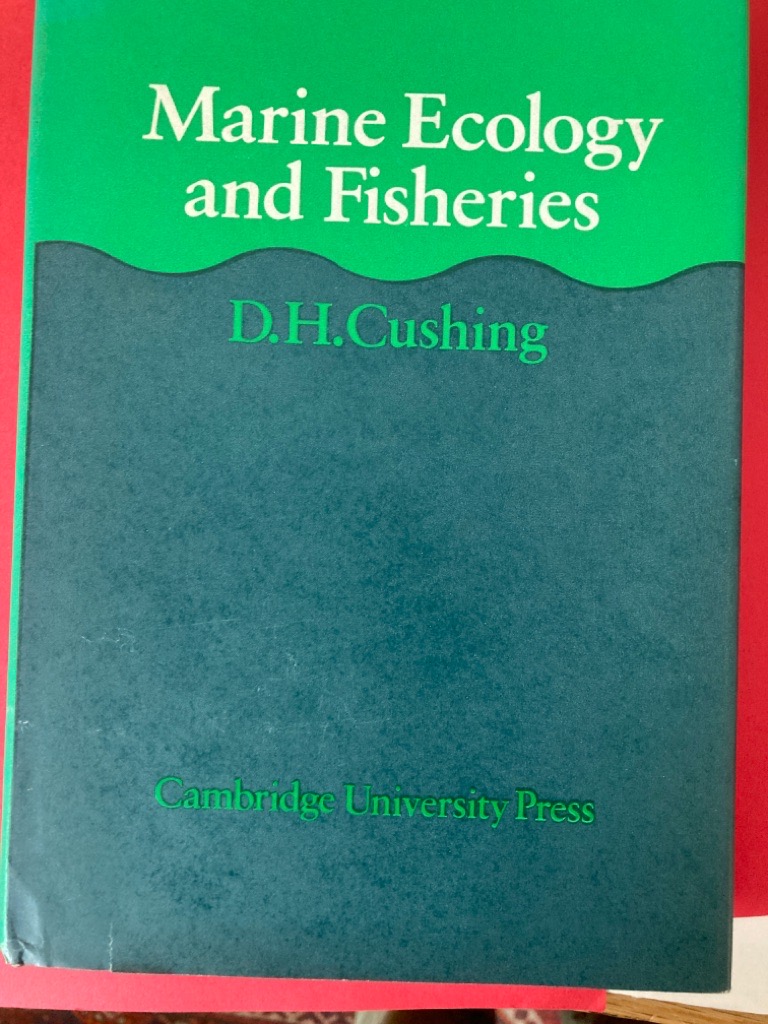 Marine Ecology
and Fisheries
D.H.Cushing
Cambridge University Press